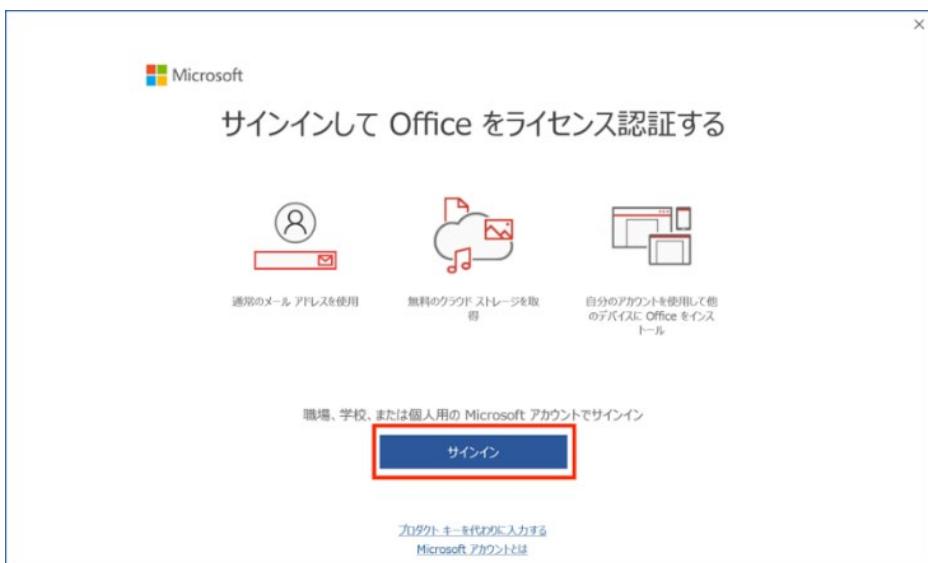 Microsoft
サインインして Office をライセンス認証する
通常のメール アドレスを使用
無料のクラウド ストレージを取
得
自分のアカウントを使用して他
のデバイスに Office をインス
トール
職場、学校、または個人用の Microsoft アカウントでサインイン
サインイン
プロダクト キーを代わりに入力する
Microsoft アカウントとは